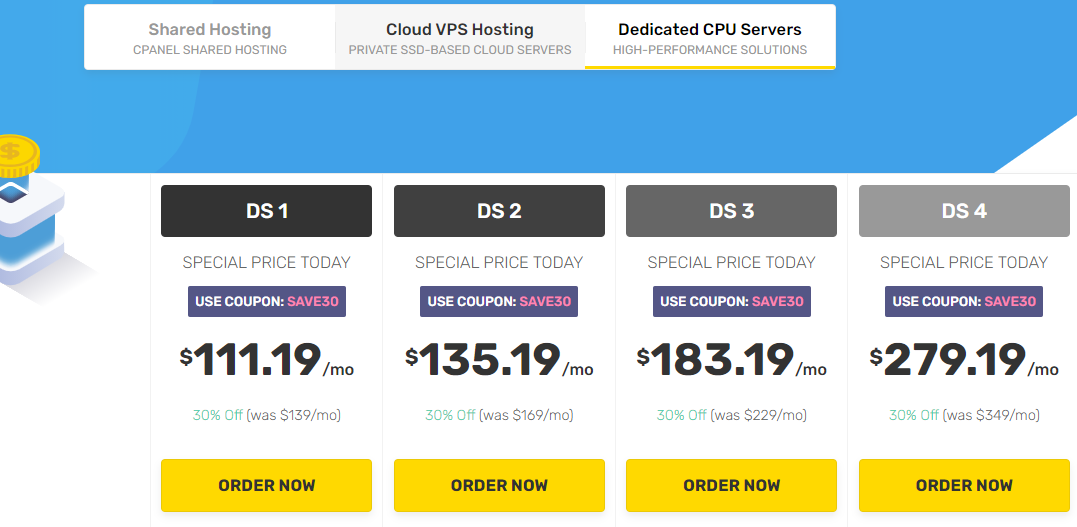 Shared Hosting
CPANEL SHARED HOSTING
Cloud VPS Hosting
PRIVATE SSD-BASED CLOUD SERVERS
Dedicated CPU Servers
HIGH-PERFORMANCE SOLUTIONS
$
DS 1
SPECIAL PRICE TODAY
USE COUPON: SAVE30
$111.19/mo
30% Off (was $139/mo)
ORDER NOW
DS 2
SPECIAL PRICE TODAY
USE COUPON: SAVE30
$135.19/mo
30% Off (was $169/mo)
ORDER NOW
DS 3
SPECIAL PRICE TODAY
USE COUPON: SAVE30
$183.19/mo
30% Off (was $229/mo)
ORDER NOW
DS 4
SPECIAL PRICE TODAY
USE COUPON: SAVE30
$279.19/mo
30% Off (was $349/mo)
ORDER NOW